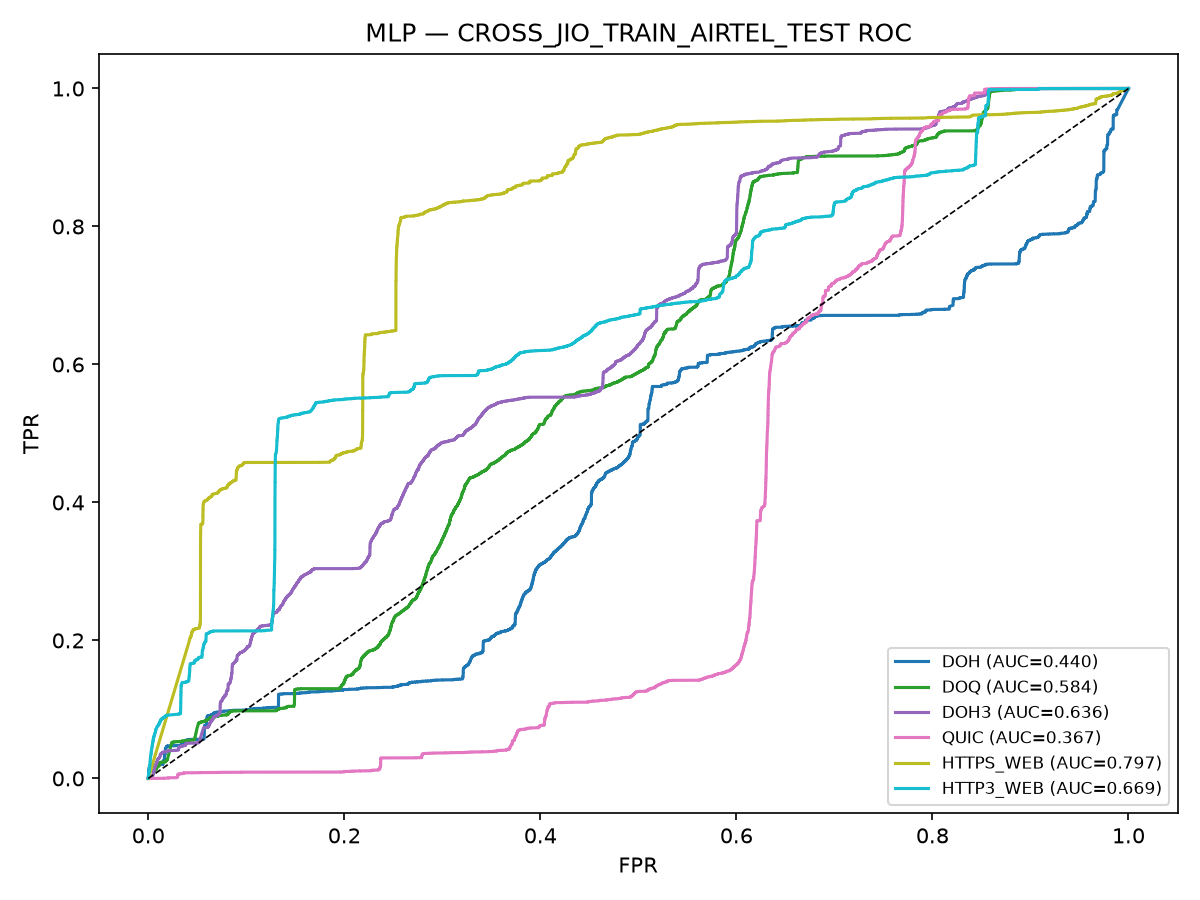 MLP — CROSS_JIO_TRAIN_AIRTEL_TEST ROC
TPR
1.0
0.8
0.6
0.4
0.2
0.0
DOH (AUC=0.440)
DOQ (AUC=0.584)
DOH3 (AUC=0.636)
QUIC (AUC=0.367)
HTTPS_WEB (AUC=0.797)
HTTP3_WEB (AUC=0.669)
0.0 0.2 0.4 0.6 0.8 1.0
FPR